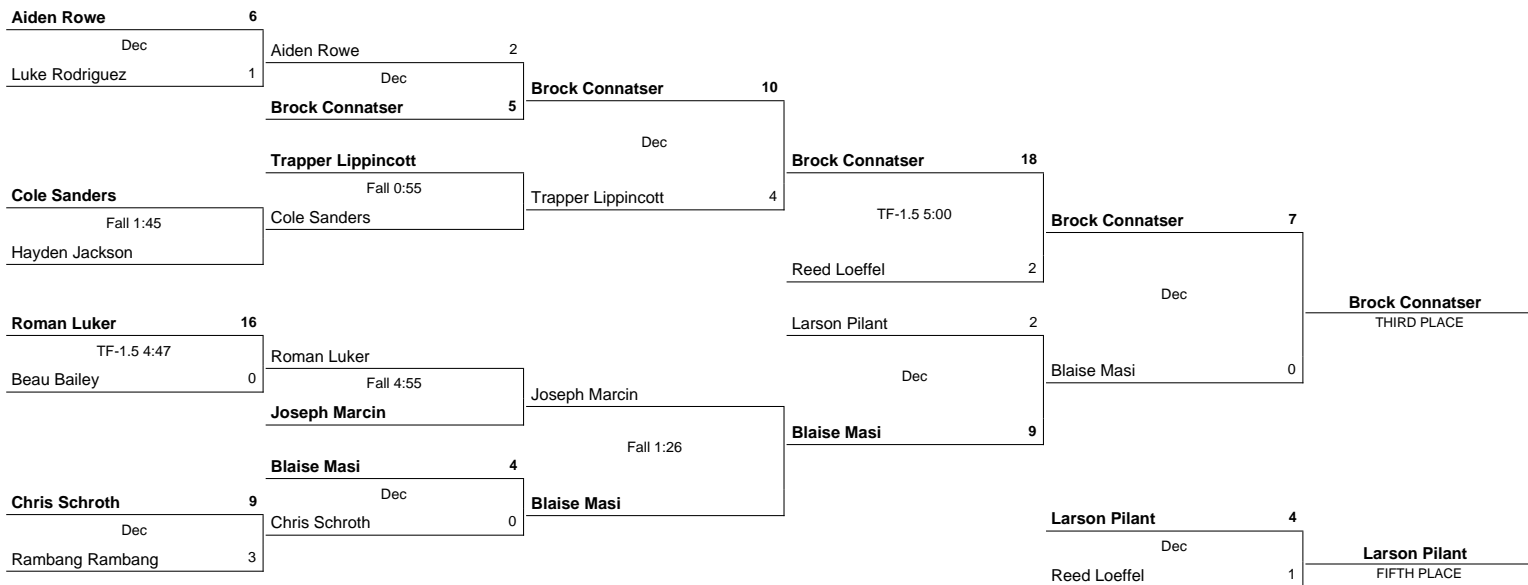 Aiden Rowe 6
Dec
Luke Rodriguez 1
Cole Sanders
Fall 1:45
Hayden Jackson
Roman Luker 16
TF-1.5 4:47
Beau Bailey 0
Chris Schroth 9
Dec
Rambang Rambang 3
Aiden Rowe 2
Dec
Brock Connatser 5
Trapper Lippincott
Fall 0:55
Cole Sanders
Roman Luker
Fall 4:55
Joseph Marcin
Blaise Masi 4
Dec
Chris Schroth 0
Brock Connatser 10
Dec
Trapper Lippincott 4
Joseph Marcin
Fall 1:26
Blaise Masi
Brock Connatser 18
TF-1.5 5:00
Reed Loeffel 2
Larson Pilant 2
Dec
Blaise Masi 9
Brock Connatser 7
Dec
Blaise Masi 0
Brock Connatser
THIRD PLACE
Larson Pilant 4
Dec
Reed Loeffel 1
Larson Pilant
FIFTH PLACE